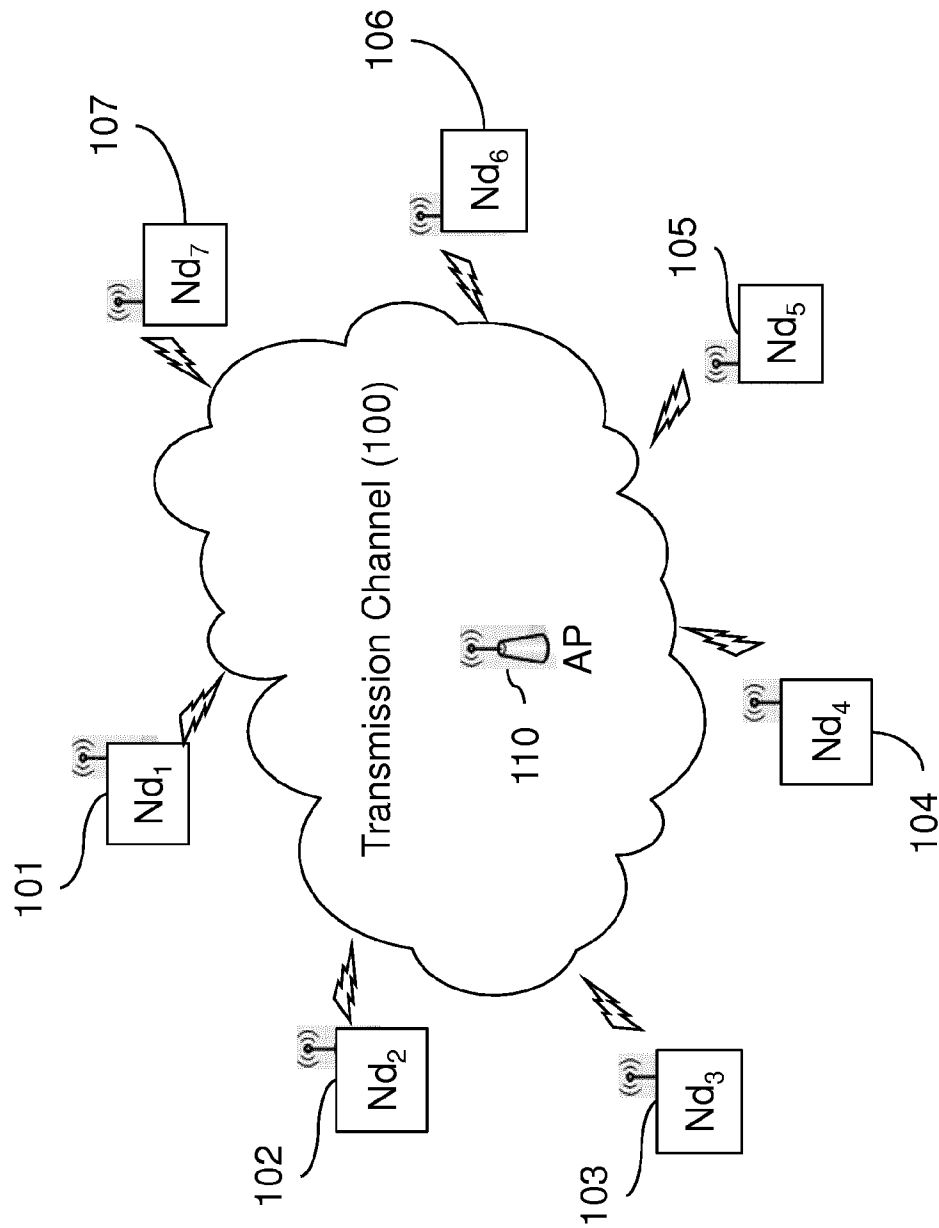 101
107
Nd₁
Nd₇
102
106
Nd₂
Transmission Channel (100)
Nd₆
110
AP
103
105
Nd₃
Nd₅
Nd₄
104